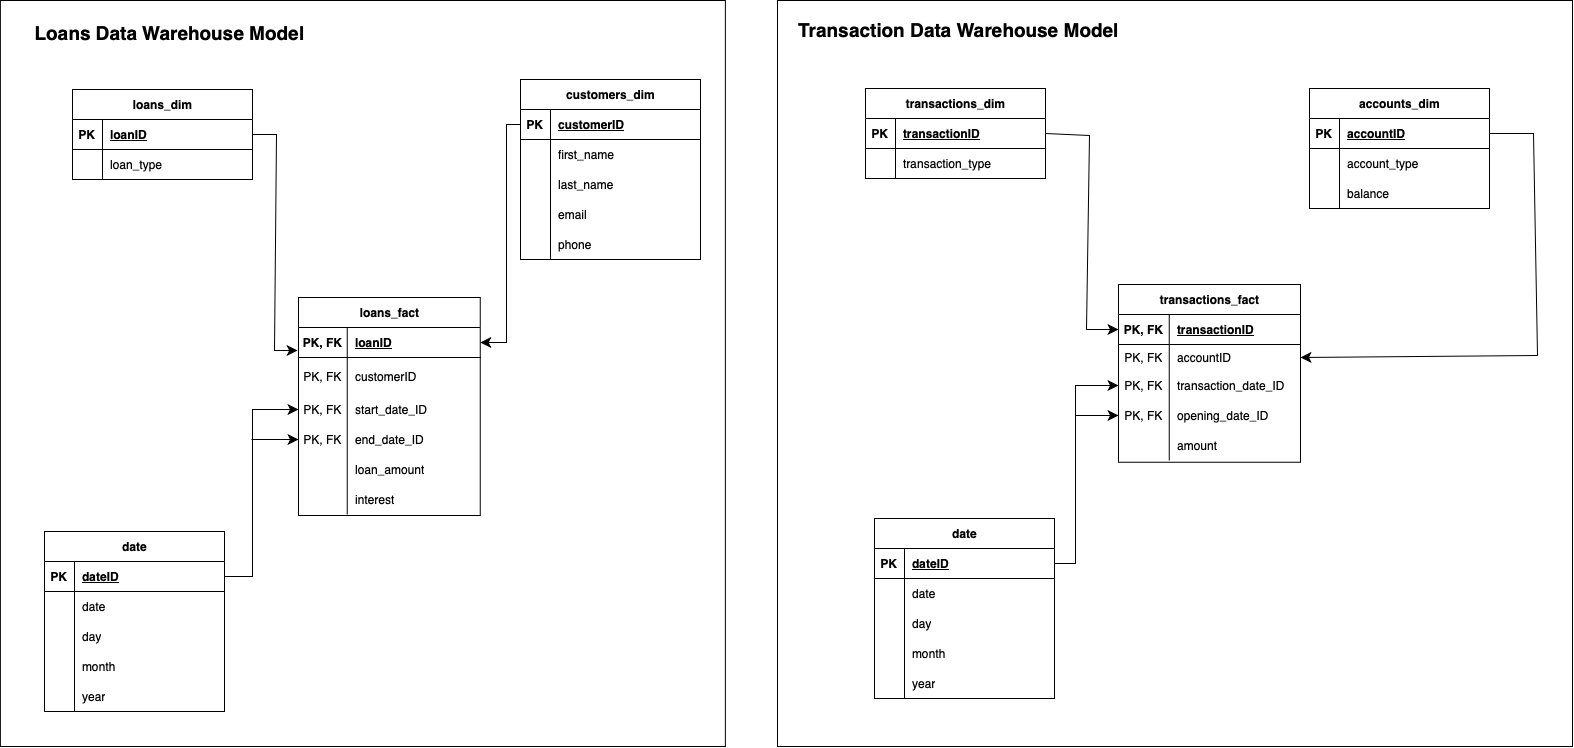 Loans Data Warehouse Model
loans_dim
PK loanID
loan_type
customers_dim
PK customerID
first_name
last_name
email
phone
loans_fact
PK, FK loanID
PK, FK customerID
PK, FK start_date_ID
PK, FK end_date_ID
loan_amount
interest
date
PK dateID
date
day
month
year
Transaction Data Warehouse Model
transactions_dim
PK transactionID
transaction_type
accounts_dim
PK accountID
account_type
balance
transactions_fact
PK, FK transactionID
PK, FK accountID
PK, FK transaction_date_ID
PK, FK opening_date_ID
amount
date
PK dateID
date
day
month
year